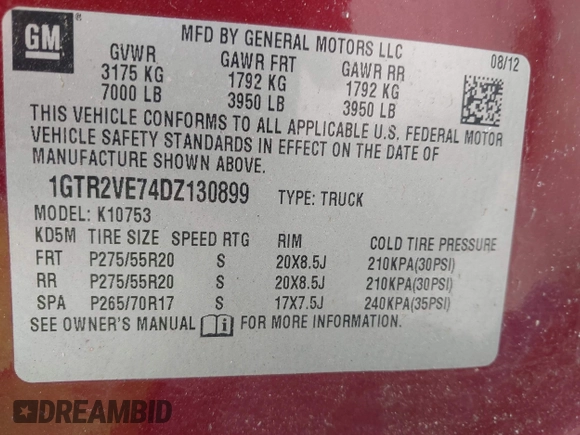 GM
MFD BY GENERAL MOTORS LLC
GVWR GAWR FRT GAWR RR 08/12
3175 KG 1792 KG 1792 KG
7000 LB 3950 LB 3950 LB
THIS VEHICLE CONFORMS TO ALL APPLICABLE U.S. FEDERAL MOTOR
VEHICLE SAFETY STANDARDS IN EFFECT ON THE DATE OF
MANUFACTURE SHOWN ABOVE.
1GTR2VE74DZ130899 TYPE: TRUCK
MODEL: K10753
KD5M TIRE SIZE SPEED RTG RIM COLD TIRE PRESSURE
FRT P275/55R20 S 20X8.5J 210KPA(30PSI)
RR P275/55R20 S 20X8.5J 210KPA(30PSI)
SPA P265/70R17 S 17X7.5J 240KPA(35PSI)
SEE OWNER'S MANUAL FOR MORE INFORMATION.
DREAMBID